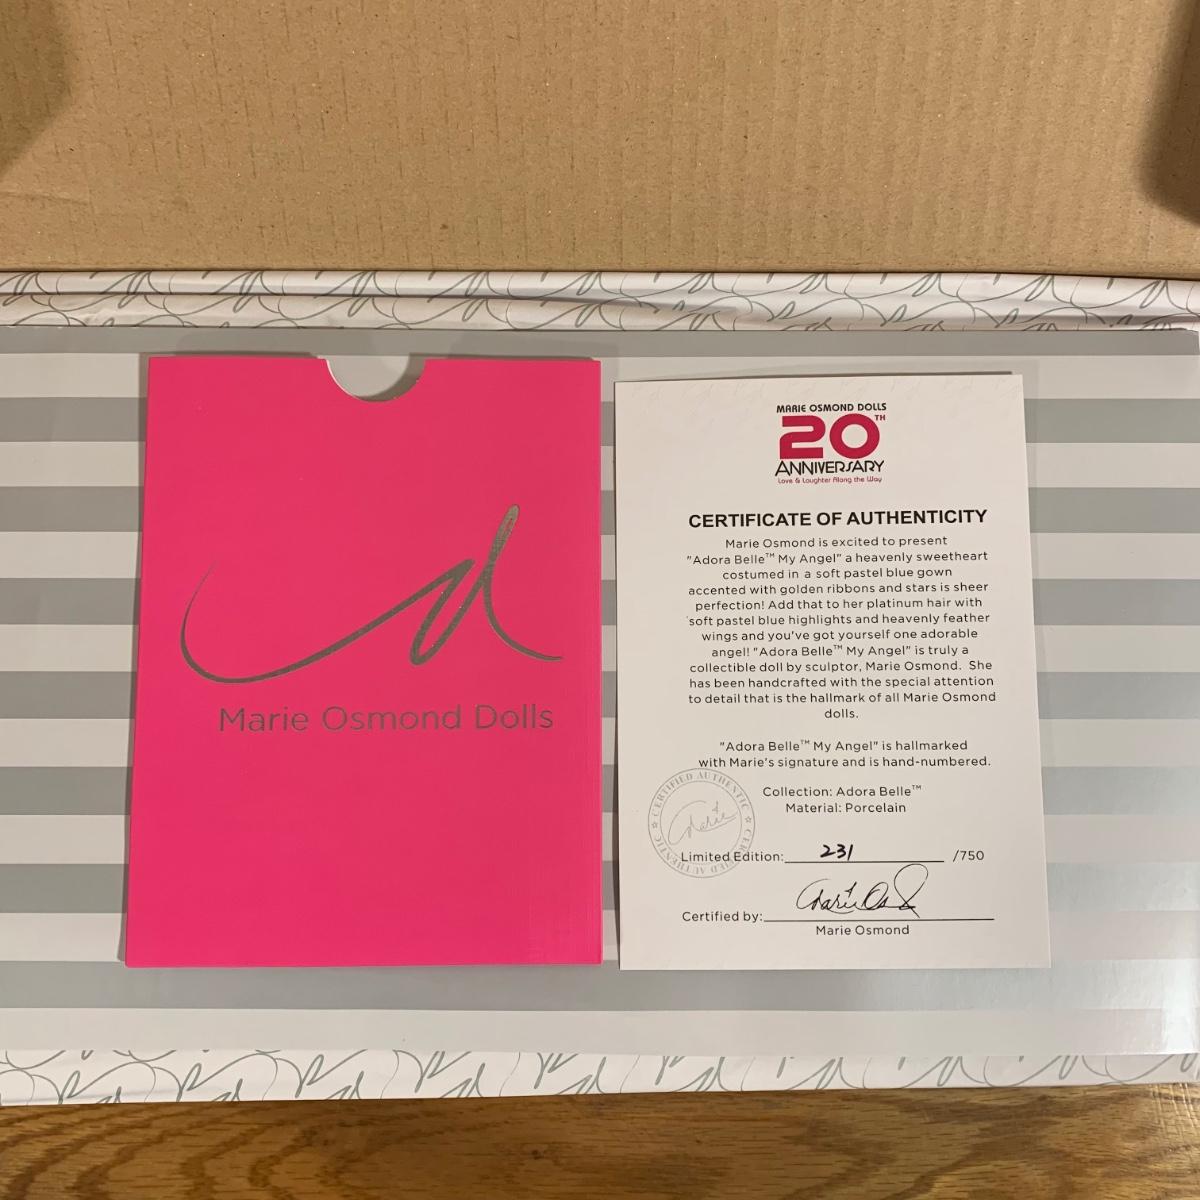 Marie Osmond Dolls
MARIE OSMOND DOLLS
20TH
ANNIVERSARY
Love & Laughter Along the Way
CERTIFICATE OF AUTHENTICITY
Marie Osmond is excited to present
"Adora Belle™ My Angel" a heavenly sweetheart
costumed in a soft pastel blue gown
accented with golden ribbons and stars is sheer
perfection! Add that to her platinum hair with
soft pastel blue highlights and heavenly feather
wings and you've got yourself one adorable
angel! "Adora Belle™ My Angel" is truly a
collectible doll by sculptor, Marie Osmond. She
has been handcrafted with the special attention
to detail that is the hallmark of all Marie Osmond
dolls.
"Adora Belle™ My Angel" is hallmarked
with Marie's signature and is hand-numbered.
CERTIFIED AUTHENTIC
Marie
CERTIFIED AUTHENTIC
Collection: Adora Belle™
Material: Porcelain
Limited Edition: 231 /750
Certified by: Marie Os
Marie Osmond